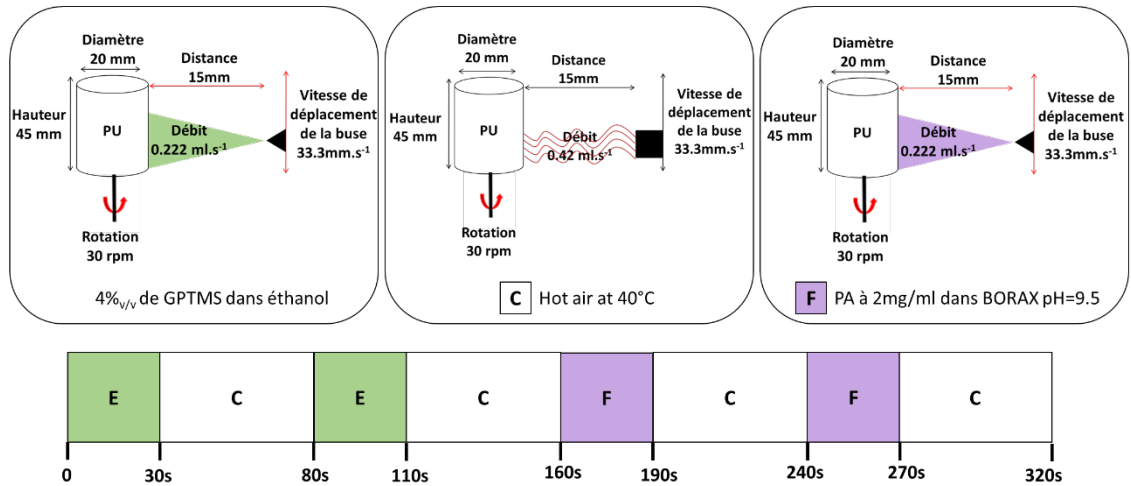 Diamètre
20 mm
Distance
15mm
Hauteur
45 mm
PU
Débit
0.222 ml.s⁻¹
Vitesse de
déplacement
de la buse
33.3mm.s⁻¹
Rotation
30 rpm
4%v/v de GPTMS dans éthanol
Diamètre
20 mm
Distance
15mm
Hauteur
45 mm
PU
Débit
0.42 ml.s⁻¹
Vitesse de
déplacement
de la buse
33.3mm.s⁻¹
Rotation
30 rpm
C Hot air at 40°C
Diamètre
20 mm
Distance
15mm
Hauteur
45 mm
PU
Débit
0.222 ml.s⁻¹
Vitesse de
déplacement
de la buse
33.3mm.s⁻¹
Rotation
30 rpm
F PA à 2mg/ml dans BORAX pH=9.5
E C E C F C F C
0 30s 80s 110s 160s 190s 240s 270s 320s